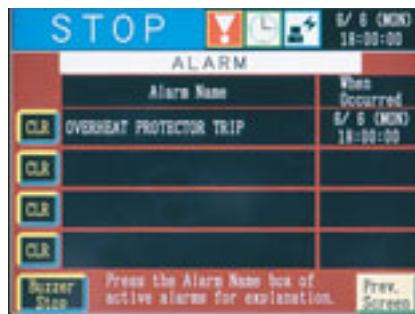 STOP
6/ 6 (MON)
18:00:00
ALARM
Alarm Name
When
Occurred
CLR
OVERHEAT PROTECTOR TRIP
6/ 6 (MON)
18:00:00
CLR
CLR
CLR
Buzzer
Stop
Press the Alarm Name box of
active alarms for explanation.
Prev.
Screen